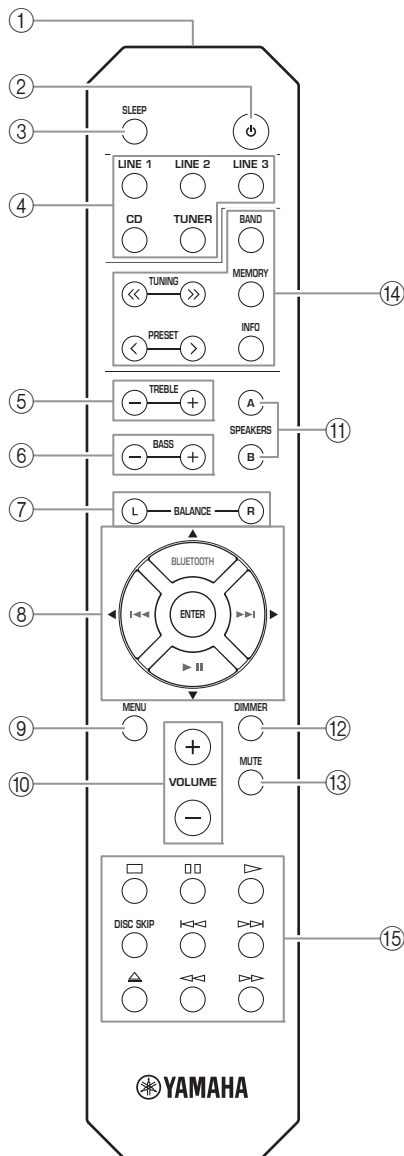 ①
②
SLEEP
③
LINE 1 LINE 2 LINE 3
④
CD TUNER BAND
TUNING MEMORY
⑭
PRESET INFO
⑤ TREBLE A
SPEAKERS ⑪
⑥ BASS B
⑦ L BALANCE R
BLUETOOTH
⑧ ENTER
MENU DIMMER
⑨ ⑫
MUTE
⑩ VOLUME ⑬
DISC SKIP
⑮
YAMAHA